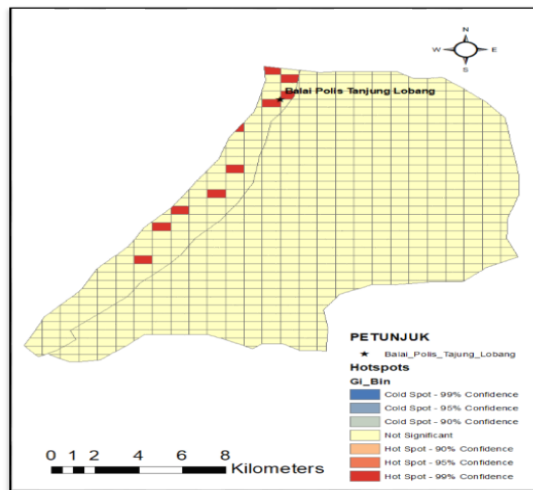 N
W E
S
Balai Polis Tanjung Lobang
PETUNJUK
Balai_Polis_Tajung_Lobang
Hotspots
Gi_Bin
Cold Spot - 99% Confidence
Cold Spot - 95% Confidence
Cold Spot - 90% Confidence
Not Significant
Hot Spot - 90% Confidence
Hot Spot - 95% Confidence
Hot Spot - 99% Confidence
0 1 2 4 6 8
Kilometers